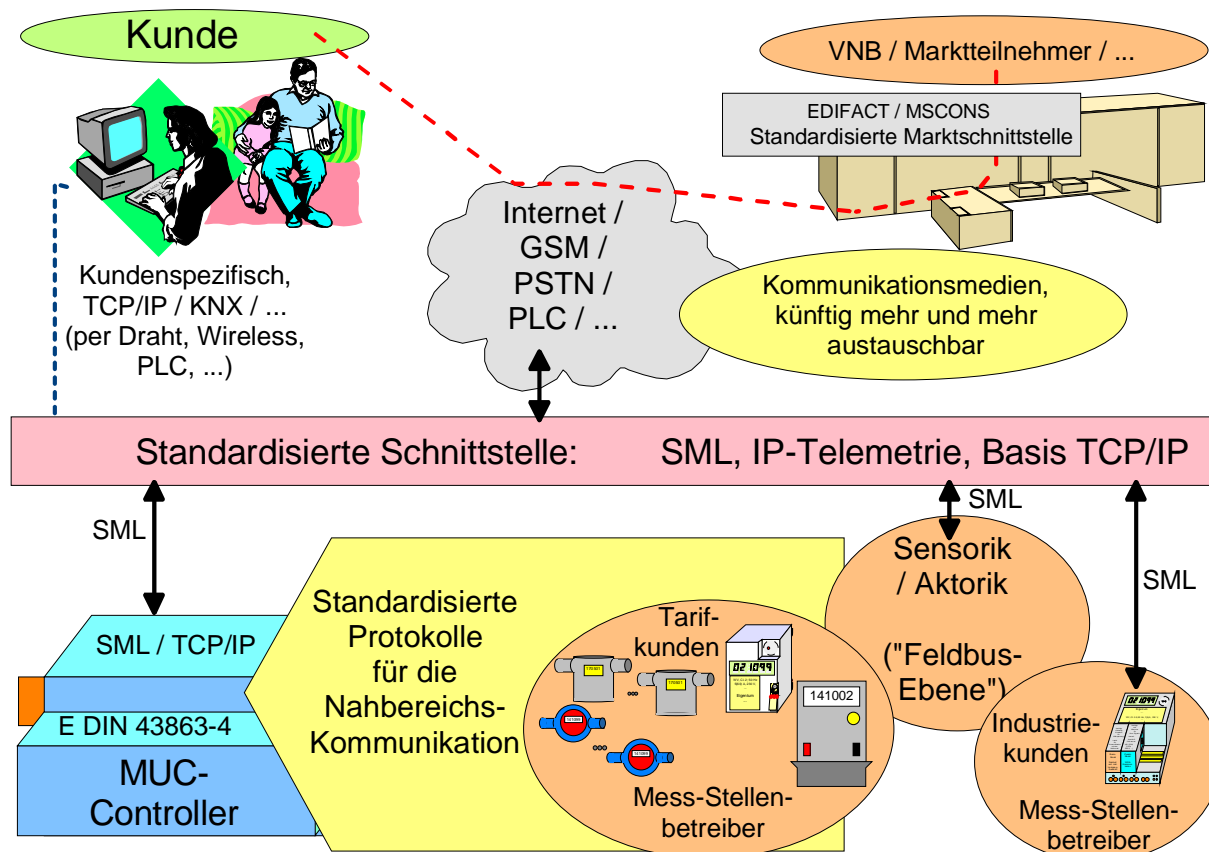 Kunde
VNB / Marktteilnehmer / ...
EDIFACT / MSCONS
Standardisierte Marktschnittstelle
Internet /
GSM /
PSTN /
PLC / ...
Kundenspezifisch,
TCP/IP / KNX / ...
(per Draht, Wireless,
PLC, ...)
Kommunikationsmedien,
künftig mehr und mehr
austauschbar
Standardisierte Schnittstelle: SML, IP-Telemetrie, Basis TCP/IP
SML
SML
SML
SML / TCP/IP
E DIN 43863-4
MUC-
Controller
Standardisierte
Protokolle
für die
Nahbereichs-
Kommunikation
Tarif-
kunden
021099
141002
Mess-Stellen-
betreiber
Sensorik
/ Aktorik
("Feldbus-
Ebene")
Industrie-
kunden
021099
Mess-Stellen-
betreiber